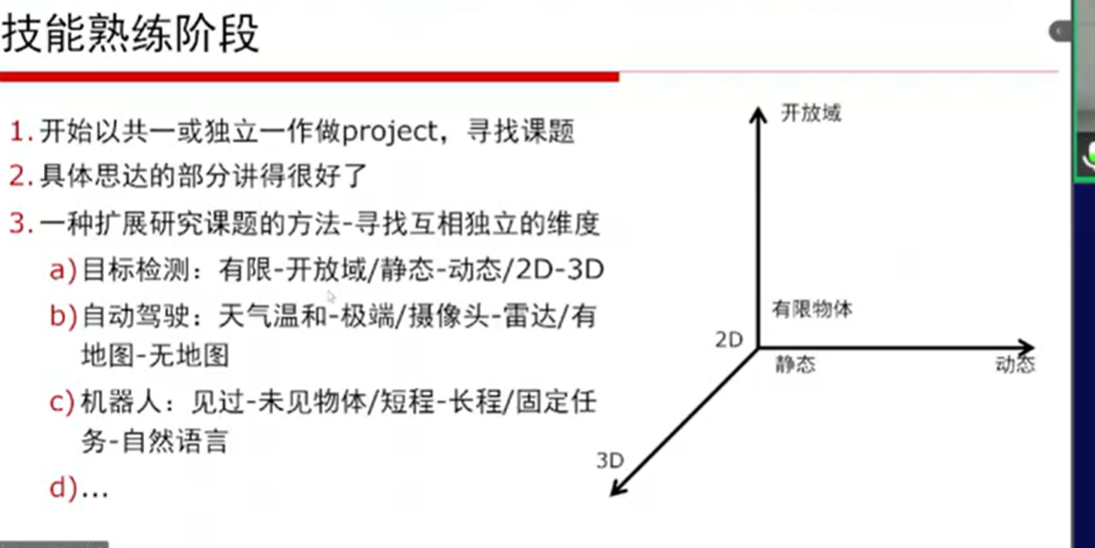 技能熟练阶段
1. 开始以共一或独立一作做project，寻找课题
2. 具体思达的部分讲得很好了
3. 一种扩展研究课题的方法-寻找互相独立的维度
a) 目标检测：有限-开放域/静态-动态/2D-3D
b) 自动驾驶：天气温和-极端/摄像头-雷达/有
地图-无地图
c) 机器人：见过-未见物体/短程-长程/固定任
务-自然语言
d) ...
开放域
有限物体
2D
静态
动态
3D